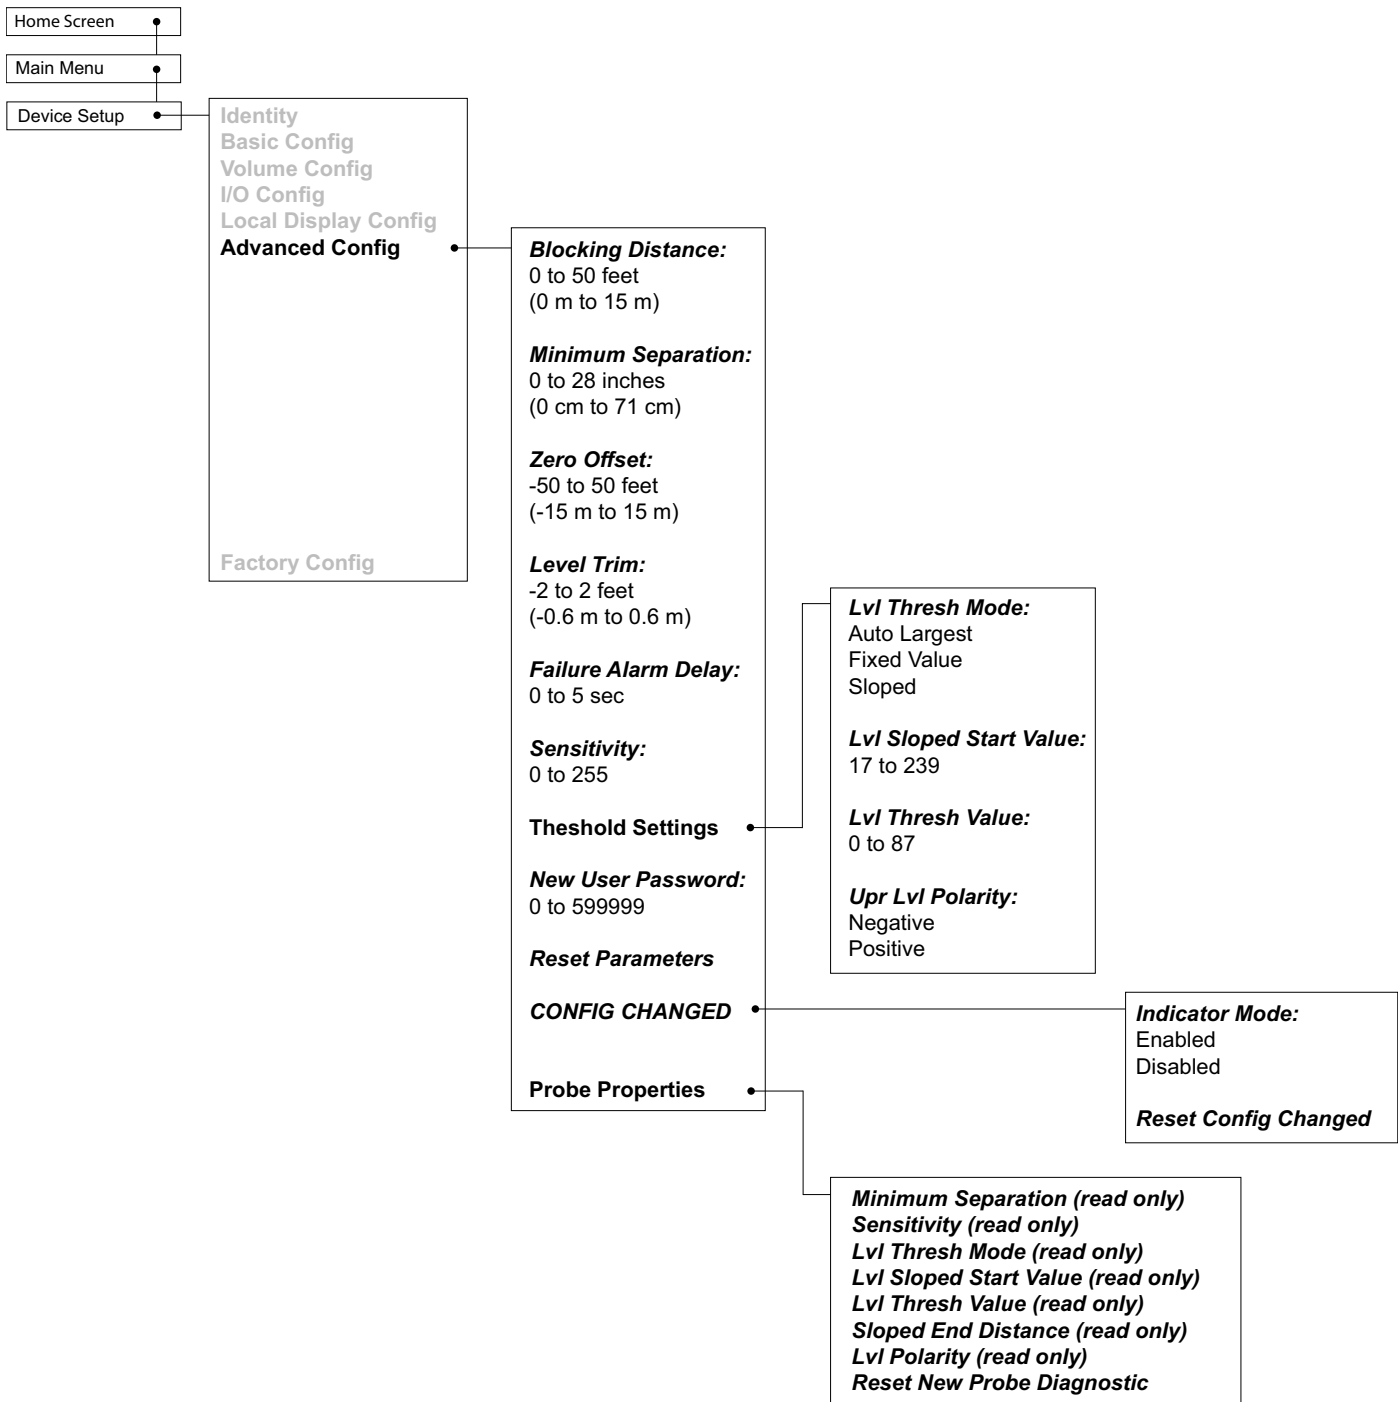 Home Screen
Main Menu
Device Setup
Identity
Basic Config
Volume Config
I/O Config
Local Display Config
Advanced Config
Factory Config
Blocking Distance:
0 to 50 feet
(0 m to 15 m)
Minimum Separation:
0 to 28 inches
(0 cm to 71 cm)
Zero Offset:
-50 to 50 feet
(-15 m to 15 m)
Level Trim:
-2 to 2 feet
(-0.6 m to 0.6 m)
Failure Alarm Delay:
0 to 5 sec
Sensitivity:
0 to 255
Theshold Settings
New User Password:
0 to 599999
Reset Parameters
CONFIG CHANGED
Probe Properties
Lvl Thresh Mode:
Auto Largest
Fixed Value
Sloped
Lvl Sloped Start Value:
17 to 239
Lvl Thresh Value:
0 to 87
Upr Lvl Polarity:
Negative
Positive
Indicator Mode:
Enabled
Disabled
Reset Config Changed
Minimum Separation (read only)
Sensitivity (read only)
Lvl Thresh Mode (read only)
Lvl Sloped Start Value (read only)
Lvl Thresh Value (read only)
Sloped End Distance (read only)
Lvl Polarity (read only)
Reset New Probe Diagnostic